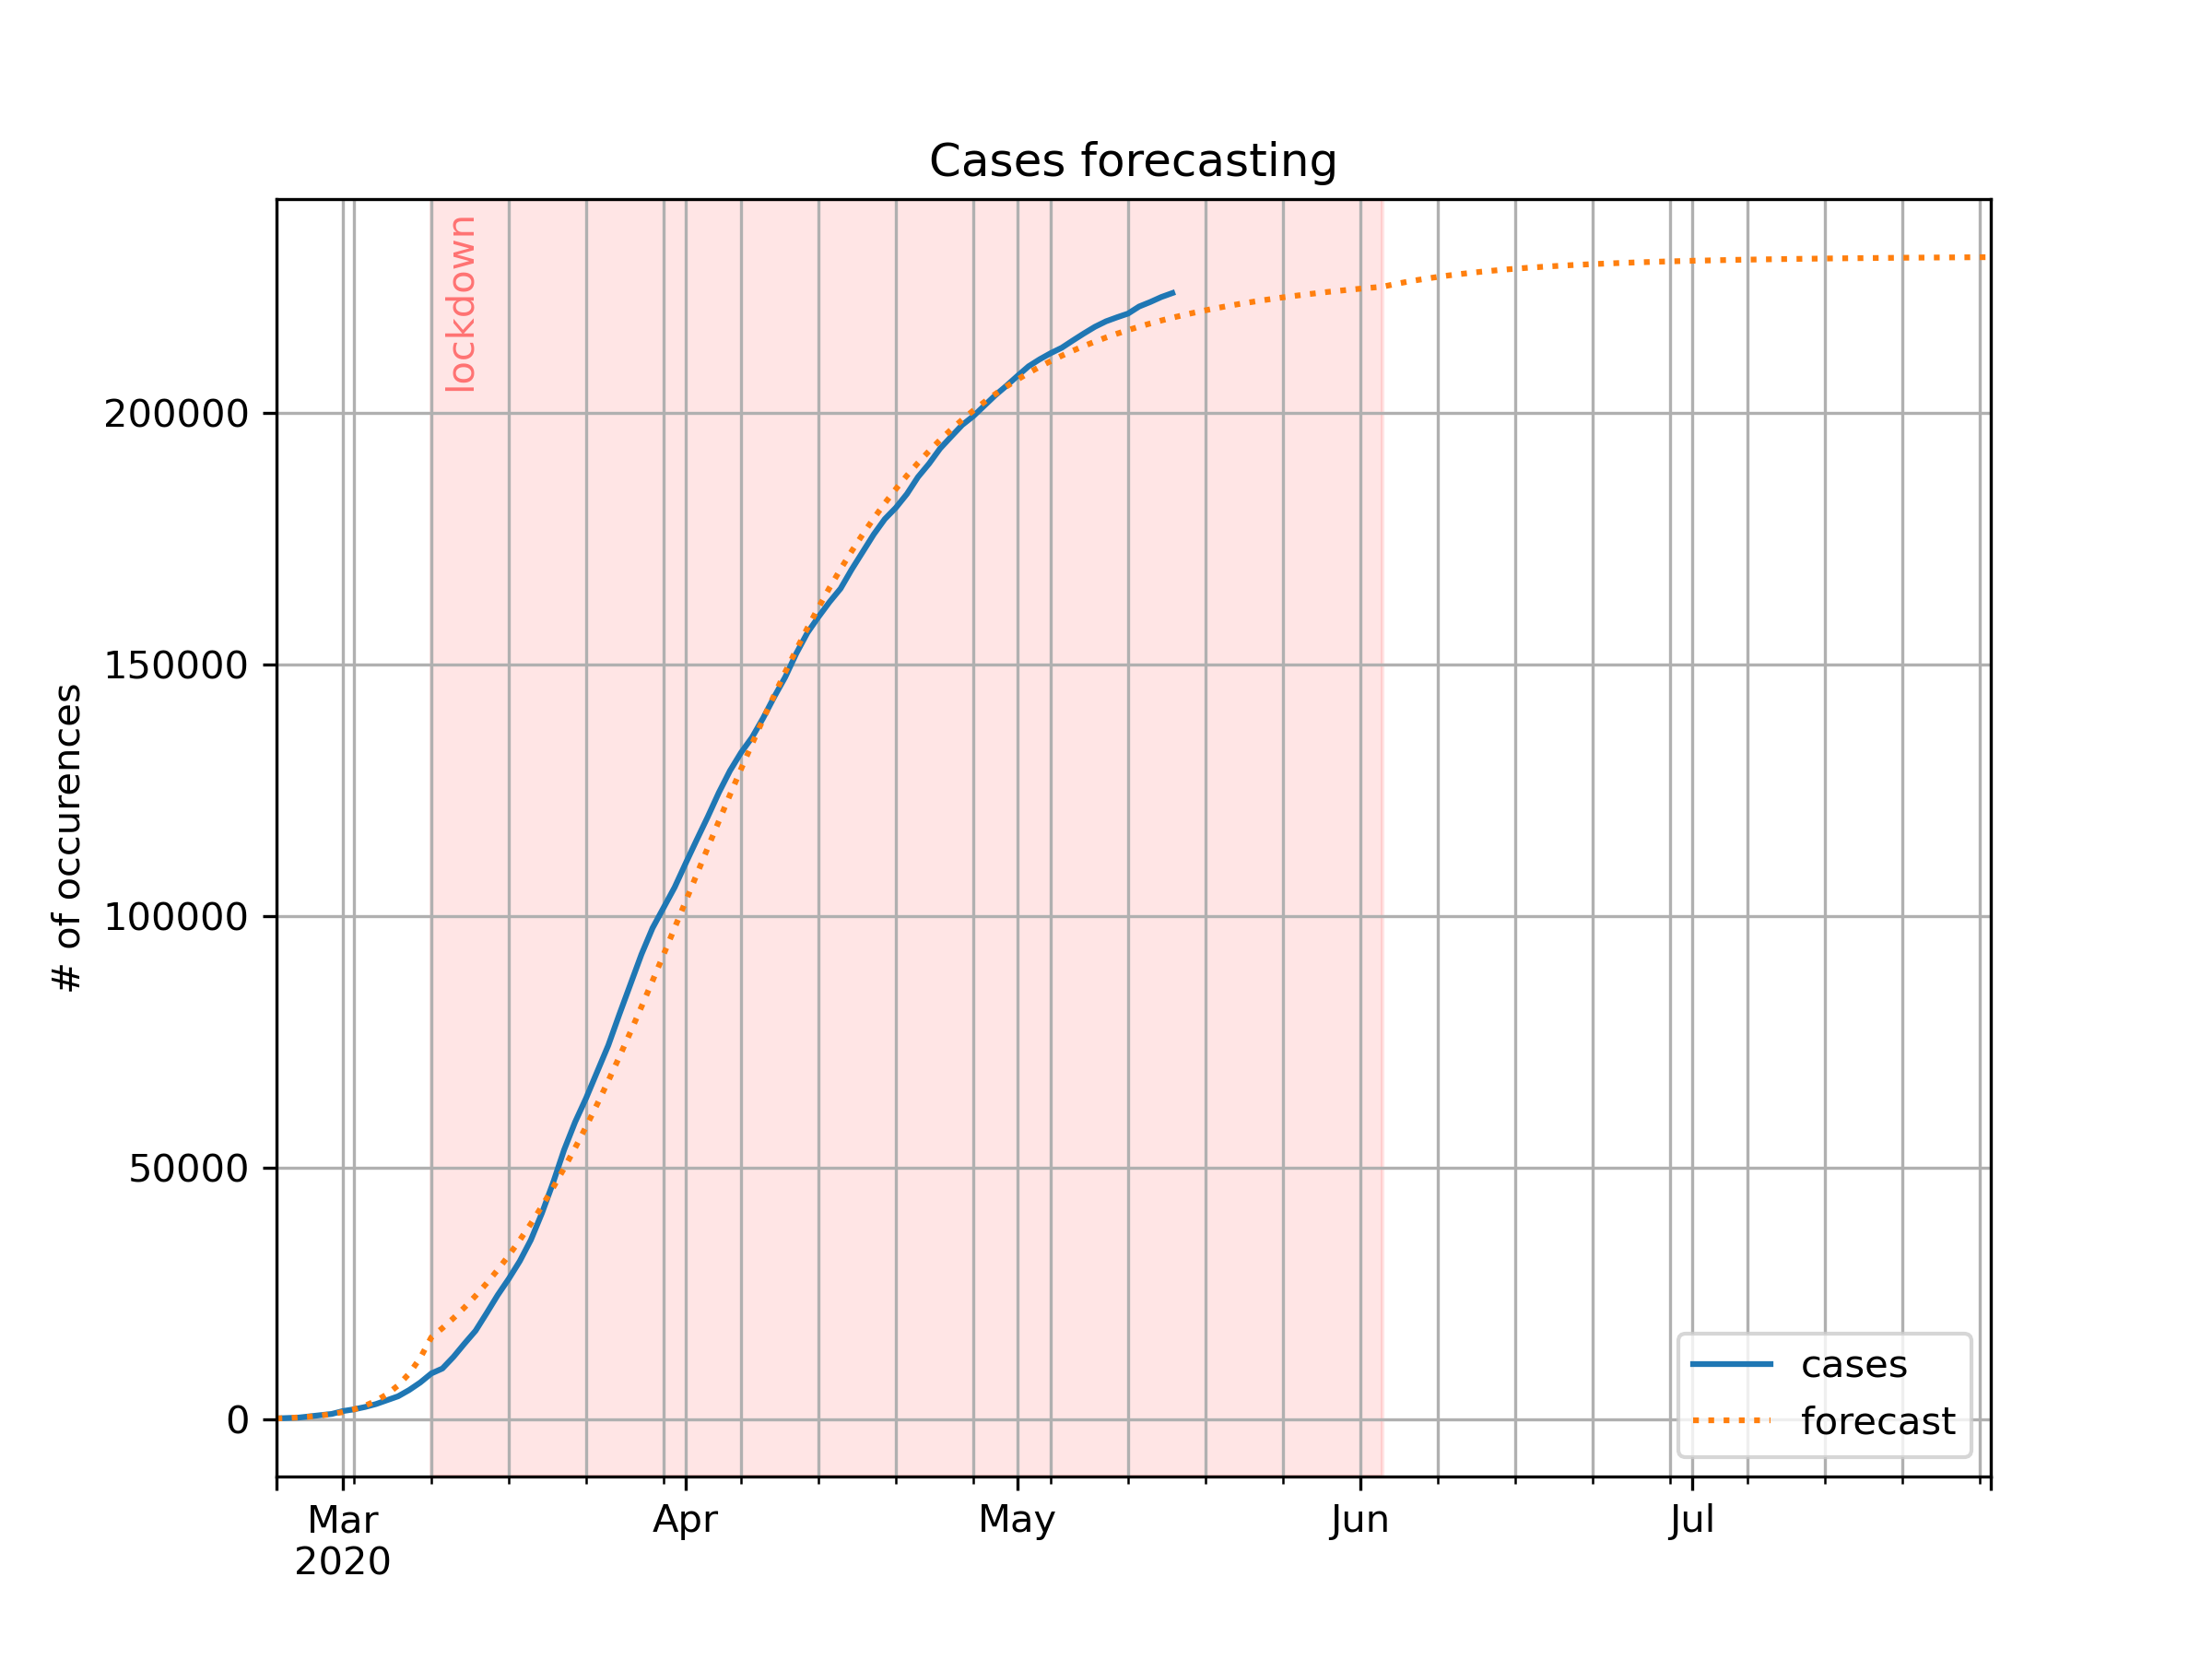 Cases forecasting
lockdown
# of occurences
200000
150000
100000
50000
0
Mar
2020
Apr
May
Jun
Jul
cases
forecast